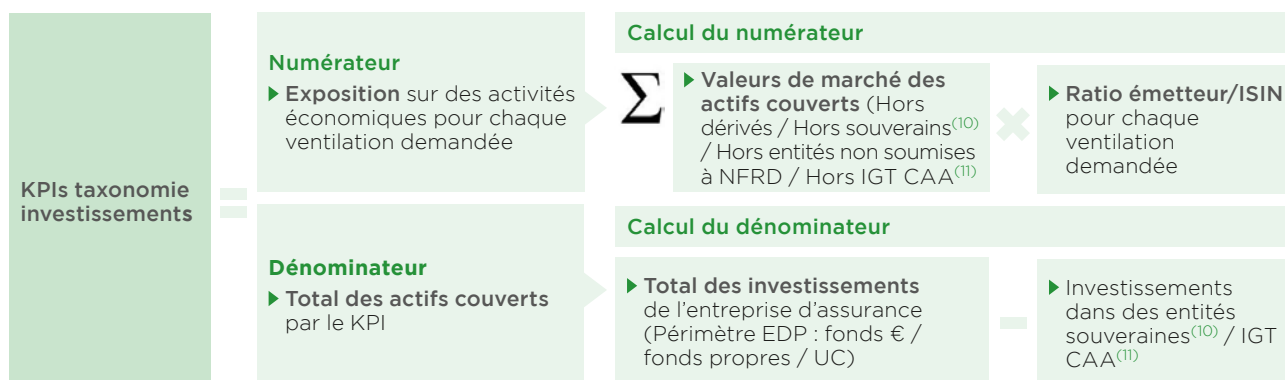 KPIs taxonomie
investissements
=
Numérateur
▶ Exposition sur des activités
économiques pour chaque
ventilation demandée
Calcul du numérateur
Σ
▶ Valeurs de marché des
actifs couverts (Hors
dérivés / Hors souverains(10)
/ Hors entités non soumises
à NFRD / Hors IGT CAA(11)
×
▶ Ratio émetteur/ISIN
pour chaque
ventilation
demandée
Dénominateur
▶ Total des actifs couverts
par le KPI
Calcul du dénominateur
▶ Total des investissements
de l’entreprise d’assurance
(Périmètre EDP : fonds € /
fonds propres / UC)
-
▶ Investissements
dans des entités
souveraines(10) / IGT
CAA(11)